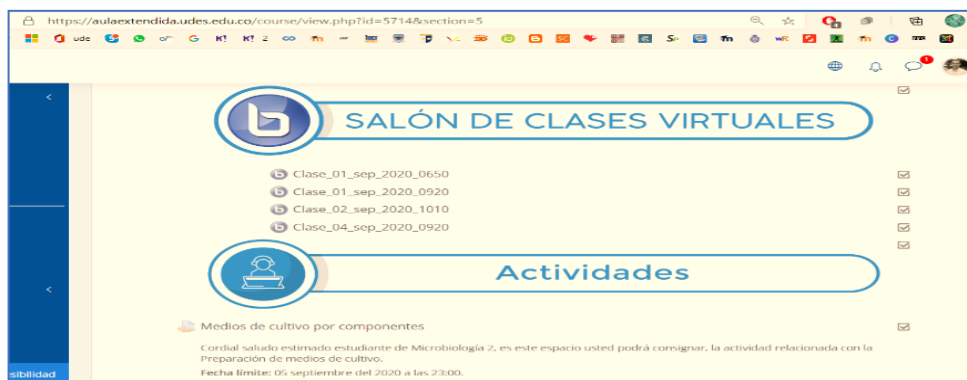 https://aulaextendida.udes.edu.co/course/view.php?id=5714&section=5
ude
K! K! 2
SALÓN DE CLASES VIRTUALES
Clase_01_sep_2020_0650
Clase_01_sep_2020_0920
Clase_02_sep_2020_1010
Clase_04_sep_2020_0920
Actividades
Medios de cultivo por componentes
Cordial saludo estimado estudiante de Microbiología 2, es este espacio usted podrá consignar, la actividad relacionada con la
Preparación de medios de cultivo.
Fecha límite: 05 septiembre del 2020 a las 23:00.
sibilidad